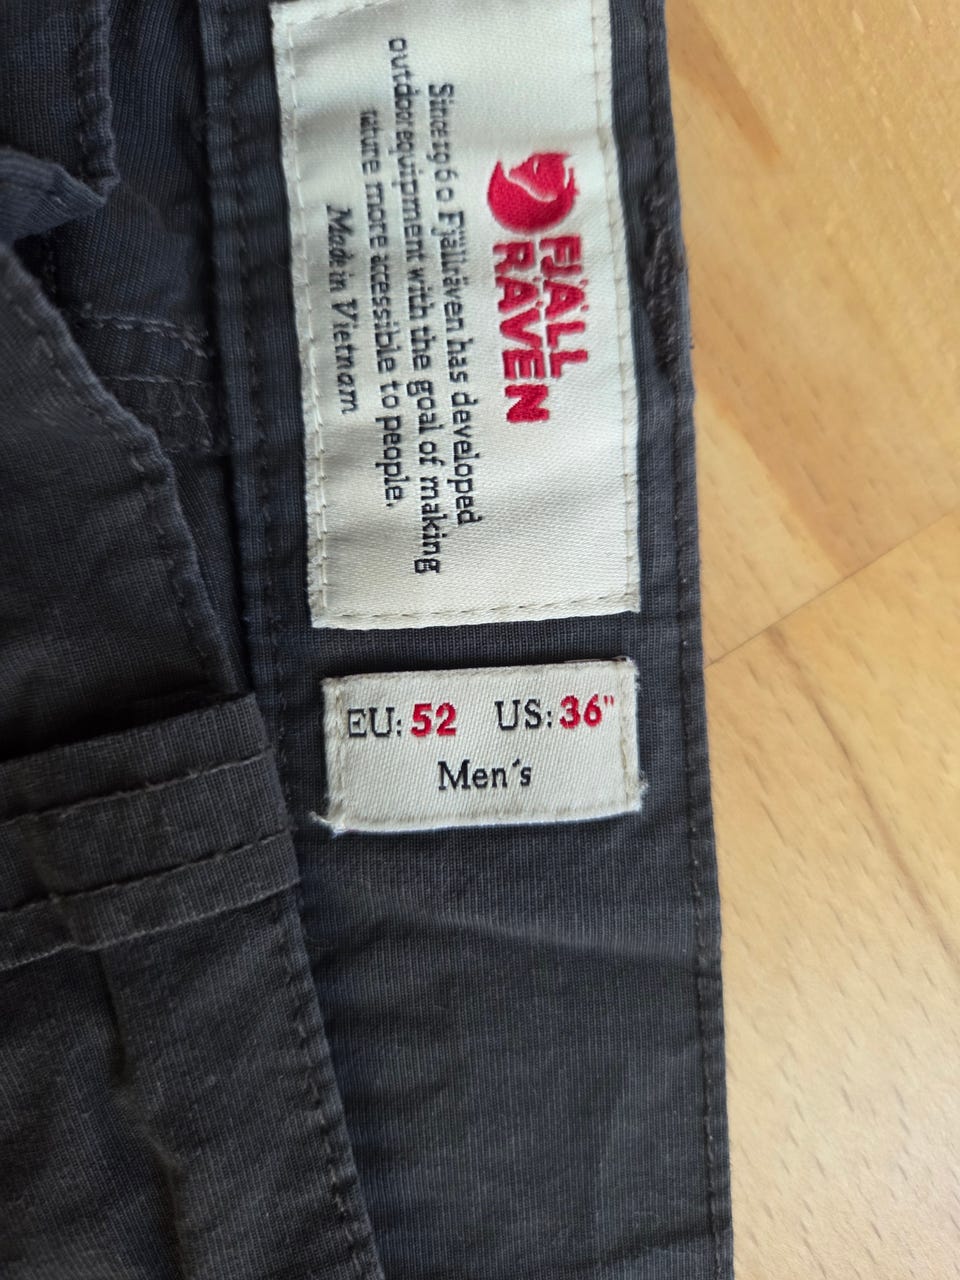 FJÄLL
RÄVEN
Since 1960 Fjällräven has developed
outdoor equipment with the goal of making
nature more acessible to people.
Made in Vietnam
EU: 52 US: 36"
Men's